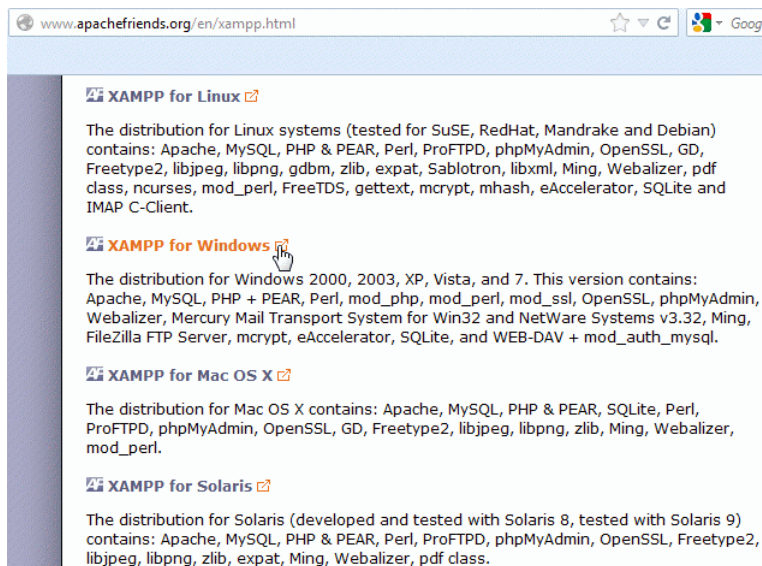 www.apachefriends.org/en/xampp.html
Goog
XAMPP for Linux
The distribution for Linux systems (tested for SuSE, RedHat, Mandrake and Debian)
contains: Apache, MySQL, PHP & PEAR, Perl, ProFTPD, phpMyAdmin, OpenSSL, GD,
Freetype2, libjpeg, libpng, gdbm, zlib, expat, Sablotron, libxml, Ming, Webalizer, pdf
class, ncurses, mod_perl, FreeTDS, gettext, mcrypt, mhash, eAccelerator, SQLite and
IMAP C-Client.
XAMPP for Windows
The distribution for Windows 2000, 2003, XP, Vista, and 7. This version contains:
Apache, MySQL, PHP + PEAR, Perl, mod_php, mod_perl, mod_ssl, OpenSSL, phpMyAdmin,
Webalizer, Mercury Mail Transport System for Win32 and NetWare Systems v3.32, Ming,
FileZilla FTP Server, mcrypt, eAccelerator, SQLite, and WEB-DAV + mod_auth_mysql.
XAMPP for Mac OS X
The distribution for Mac OS X contains: Apache, MySQL, PHP & PEAR, SQLite, Perl,
ProFTPD, phpMyAdmin, OpenSSL, GD, Freetype2, libjpeg, libpng, zlib, Ming, Webalizer,
mod_perl.
XAMPP for Solaris
The distribution for Solaris (developed and tested with Solaris 8, tested with Solaris 9)
contains: Apache, MySQL, PHP & PEAR, Perl, ProFTPD, phpMyAdmin, OpenSSL, Freetype2,
libjpeg, libpng, zlib, expat, Ming, Webalizer, pdf class.